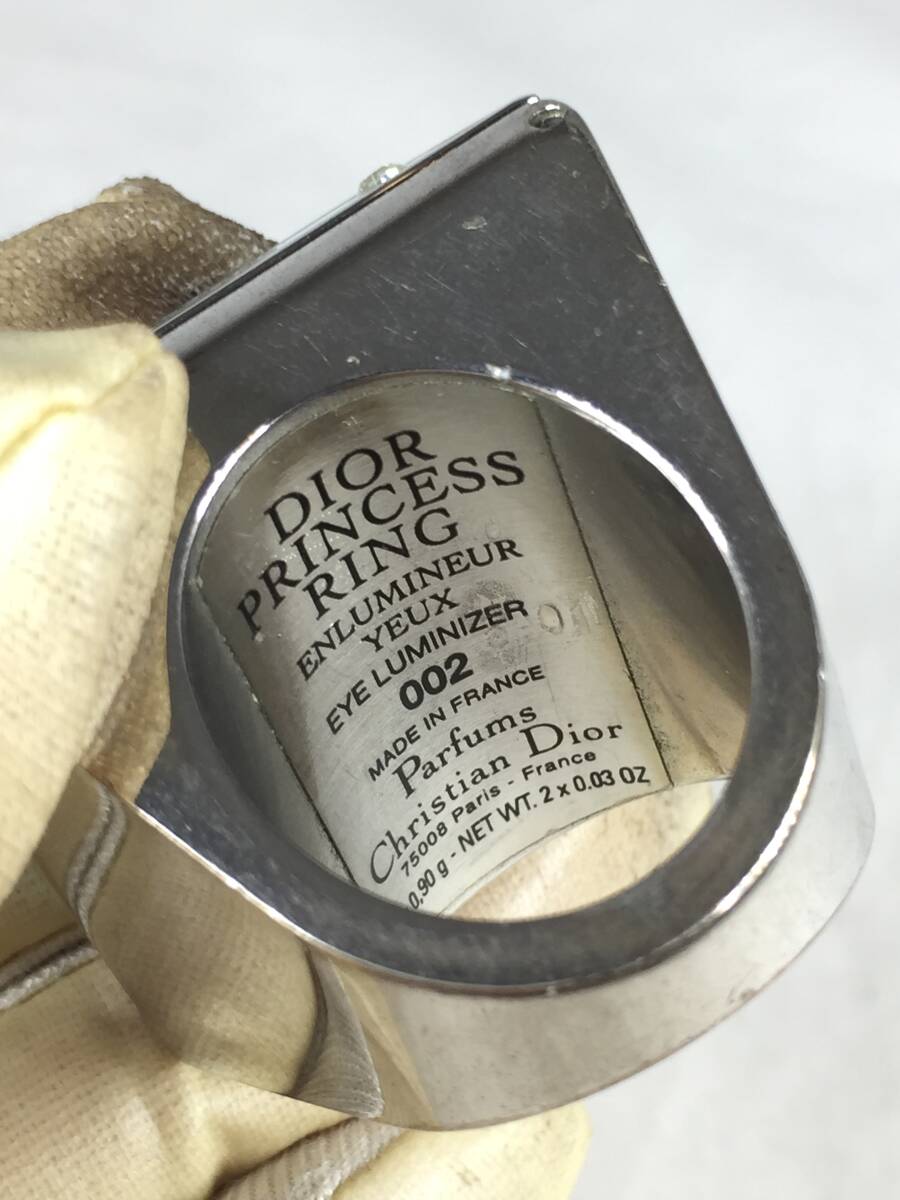 DIOR
PRINCESS
RING
ENLUMINEUR
YEUX
EYE LUMINIZER
002
MADE IN FRANCE
Parfums
Christian Dior
75008 Paris - France
0,90 g - NET WT. 2 x 0.03 OZ